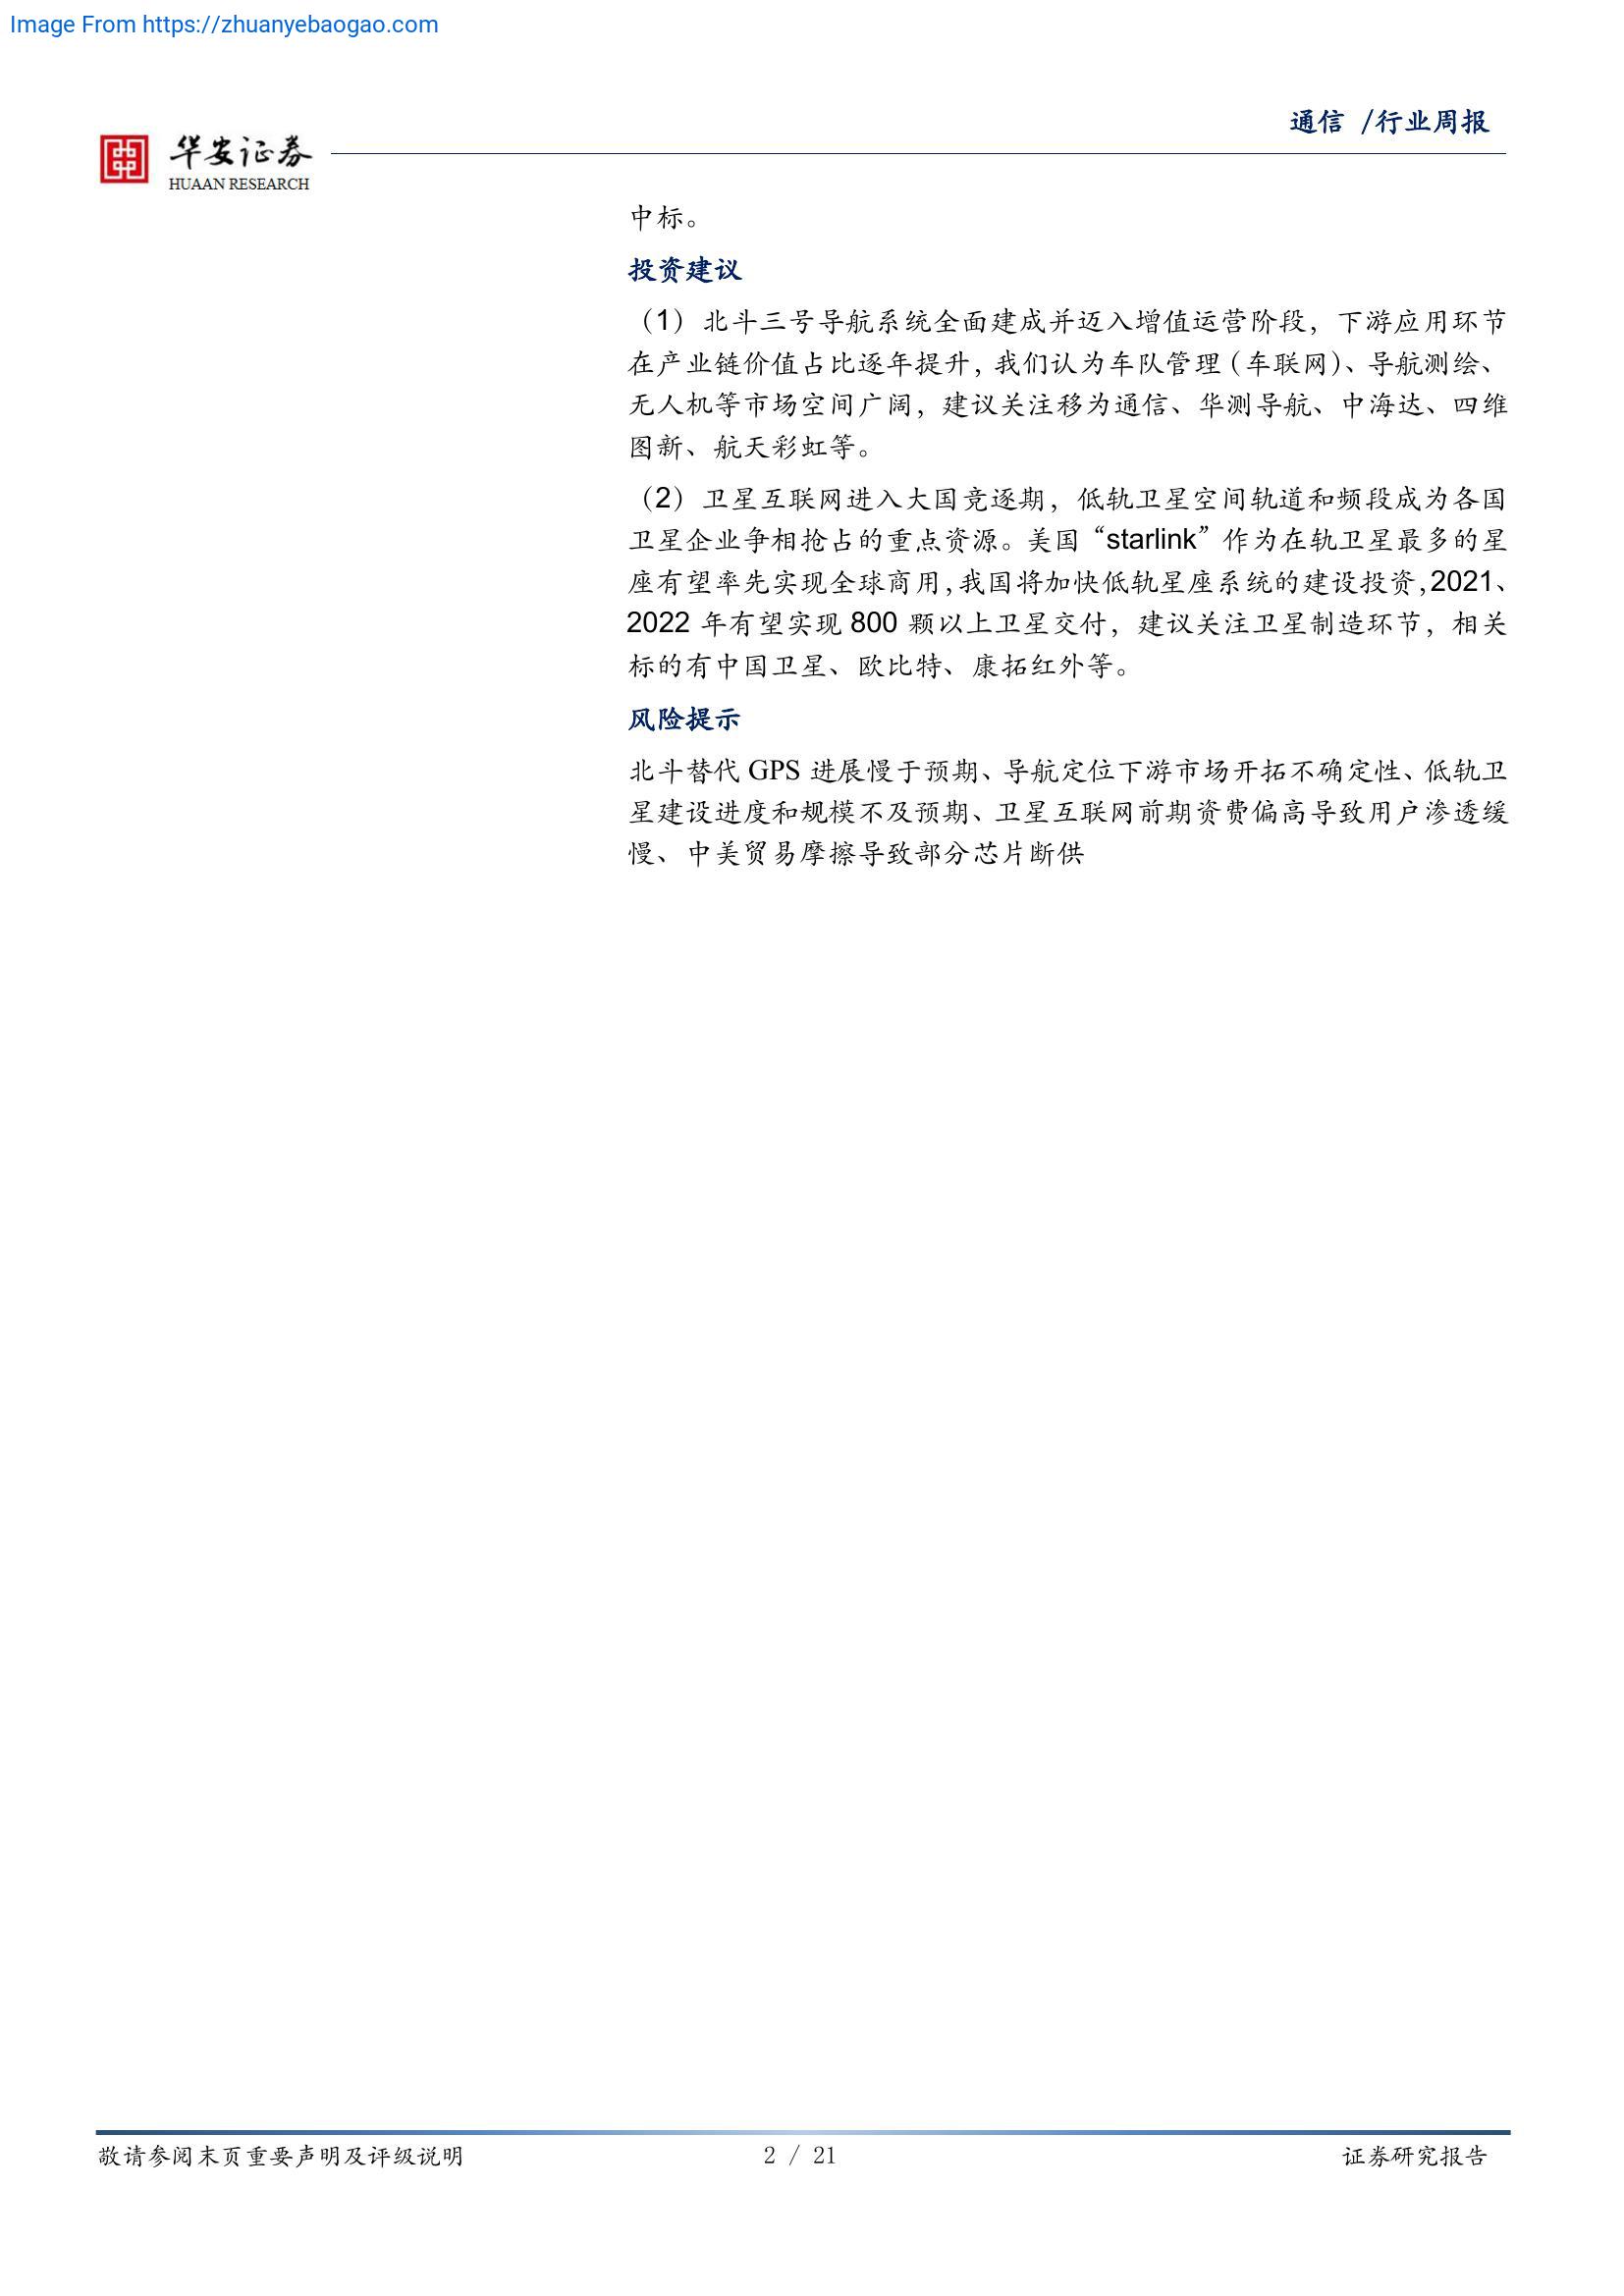 Image From https://zhuanyebaogao.com
通信 /行业周报
华安证券
HUAAN RESEARCH
中标。
投资建议
（1）北斗三号导航系统全面建成并迈入增值运营阶段，下游应用环节
在产业链价值占比逐年提升，我们认为车队管理（车联网）、导航测绘、
无人机等市场空间广阔，建议关注移为通信、华测导航、中海达、四维
图新、航天彩虹等。
（2）卫星互联网进入大国竞逐期，低轨卫星空间轨道和频段成为各国
卫星企业争相抢占的重点资源。美国“starlink”作为在轨卫星最多的星
座有望率先实现全球商用，我国将加快低轨星座系统的建设投资，2021、
2022 年有望实现 800 颗以上卫星交付，建议关注卫星制造环节，相关
标的有中国卫星、欧比特、康拓红外等。
风险提示
北斗替代 GPS 进展慢于预期、导航定位下游市场开拓不确定性、低轨卫
星建设进度和规模不及预期、卫星互联网前期资费偏高导致用户渗透缓
慢、中美贸易摩擦导致部分芯片断供
敬请参阅末页重要声明及评级说明
2 / 21
证券研究报告